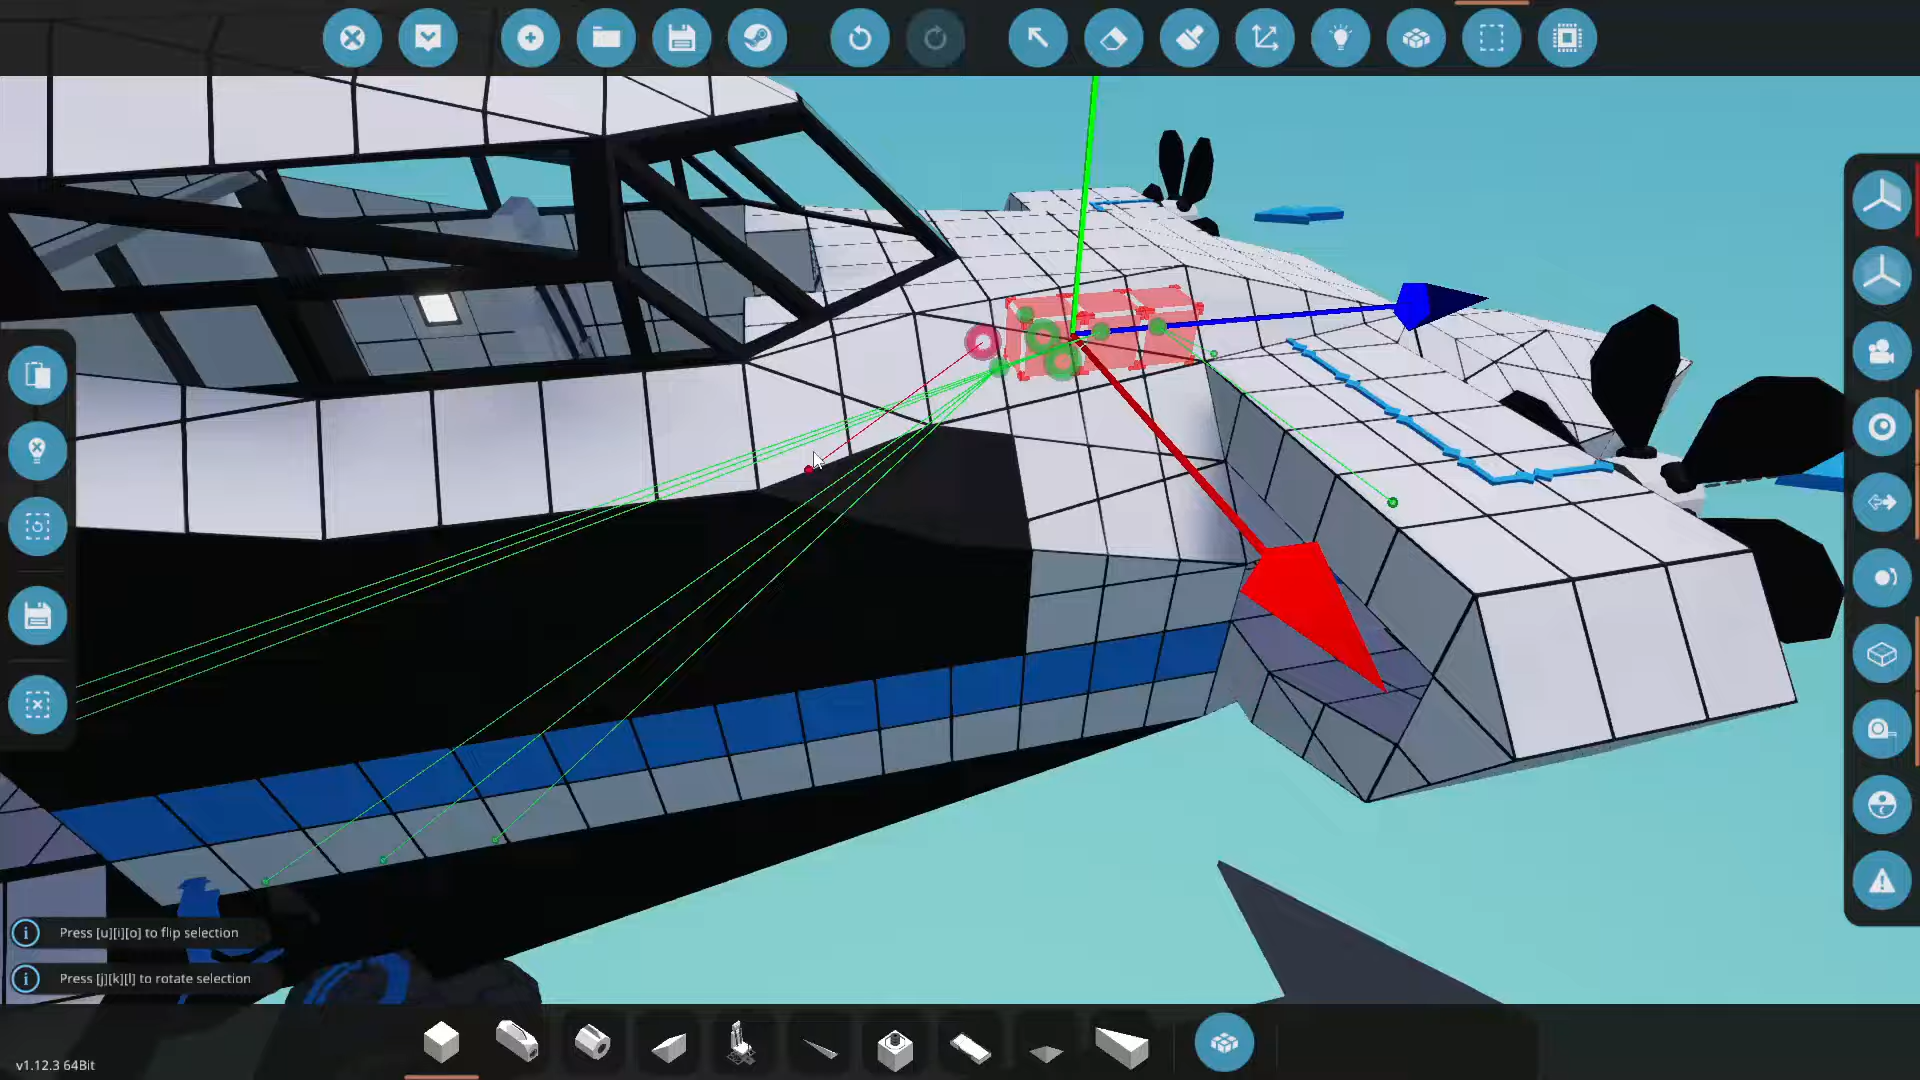 Press [u][i][o] to flip selection
Press [j][k][l] to rotate selection
v1.12.3 64Bit